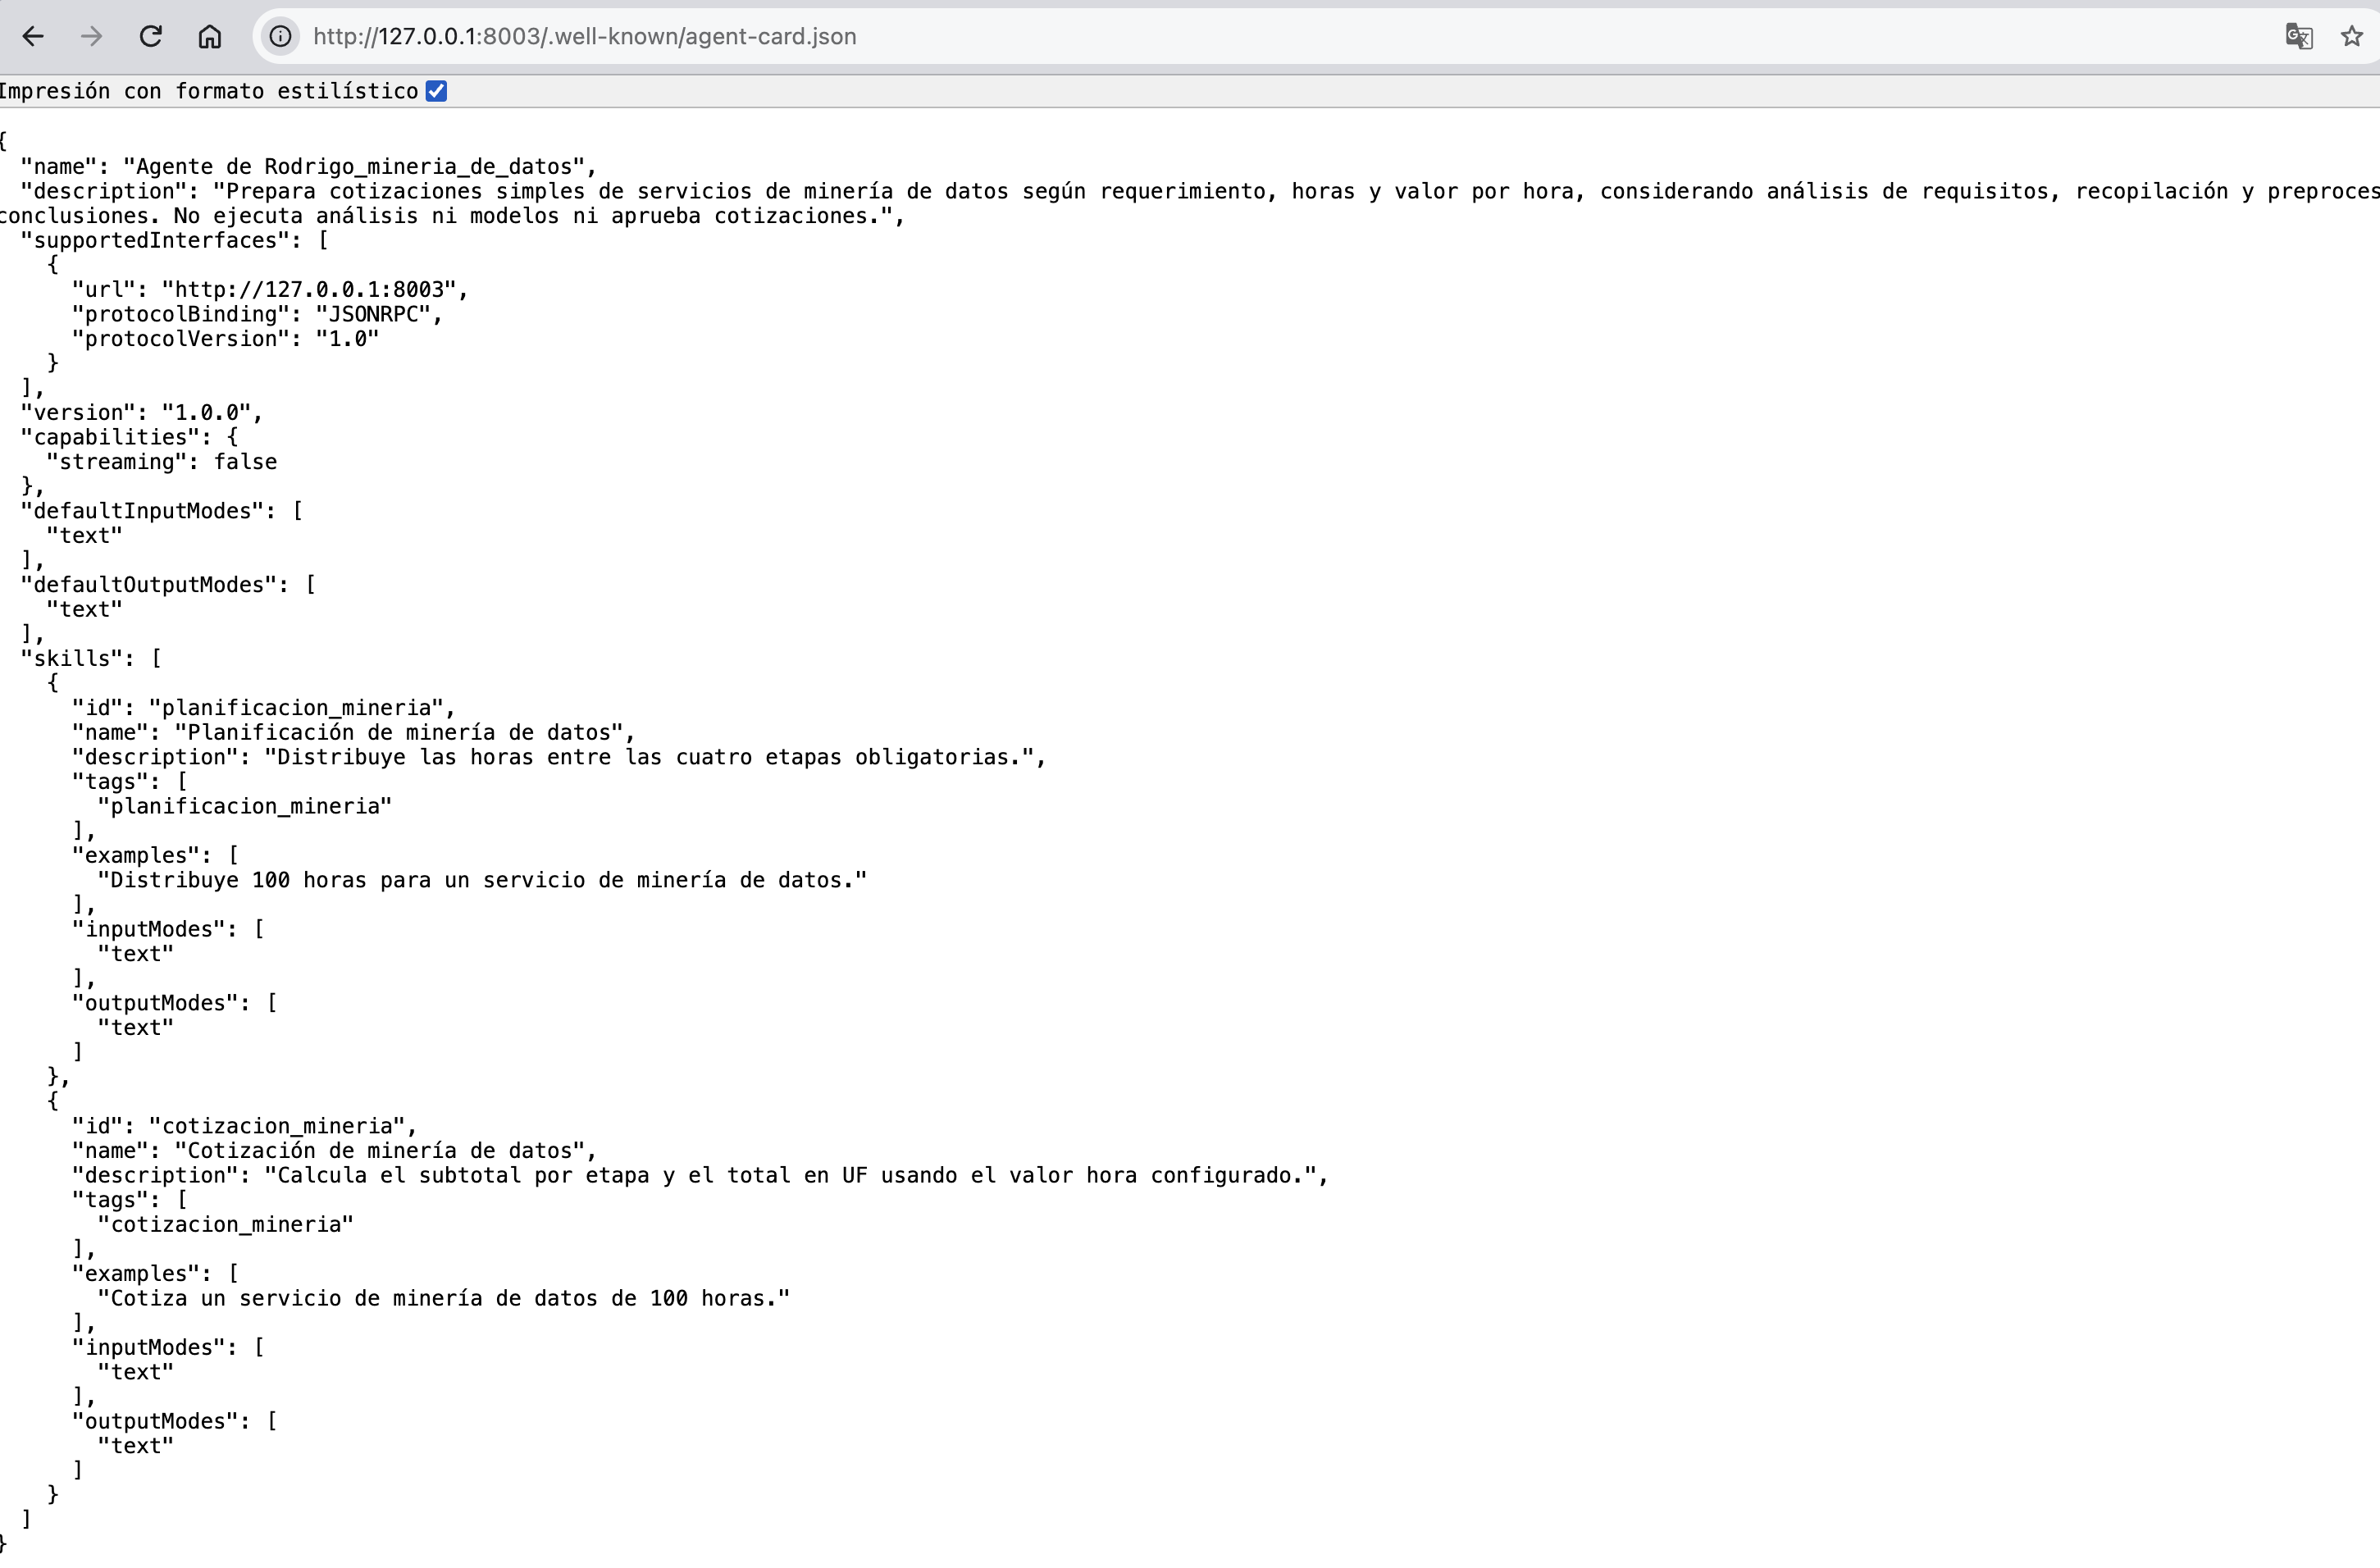 http://127.0.0.1:8003/.well-known/agent-card.json
Impresión con formato estilístico
{
  "name": "Agente de Rodrigo_mineria_de_datos",
  "description": "Prepara cotizaciones simples de servicios de minería de datos según requerimiento, horas y valor por hora, considerando análisis de requisitos, recopilación y preproces
conclusiones. No ejecuta análisis ni modelos ni aprueba cotizaciones.",
  "supportedInterfaces": [
    {
      "url": "http://127.0.0.1:8003",
      "protocolBinding": "JSONRPC",
      "protocolVersion": "1.0"
    }
  ],
  "version": "1.0.0",
  "capabilities": {
    "streaming": false
  },
  "defaultInputModes": [
    "text"
  ],
  "defaultOutputModes": [
    "text"
  ],
  "skills": [
    {
      "id": "planificacion_mineria",
      "name": "Planificación de minería de datos",
      "description": "Distribuye las horas entre las cuatro etapas obligatorias.",
      "tags": [
        "planificacion_mineria"
      ],
      "examples": [
        "Distribuye 100 horas para un servicio de minería de datos."
      ],
      "inputModes": [
        "text"
      ],
      "outputModes": [
        "text"
      ]
    },
    {
      "id": "cotizacion_mineria",
      "name": "Cotización de minería de datos",
      "description": "Calcula el subtotal por etapa y el total en UF usando el valor hora configurado.",
      "tags": [
        "cotizacion_mineria"
      ],
      "examples": [
        "Cotiza un servicio de minería de datos de 100 horas."
      ],
      "inputModes": [
        "text"
      ],
      "outputModes": [
        "text"
      ]
    }
  ]
}